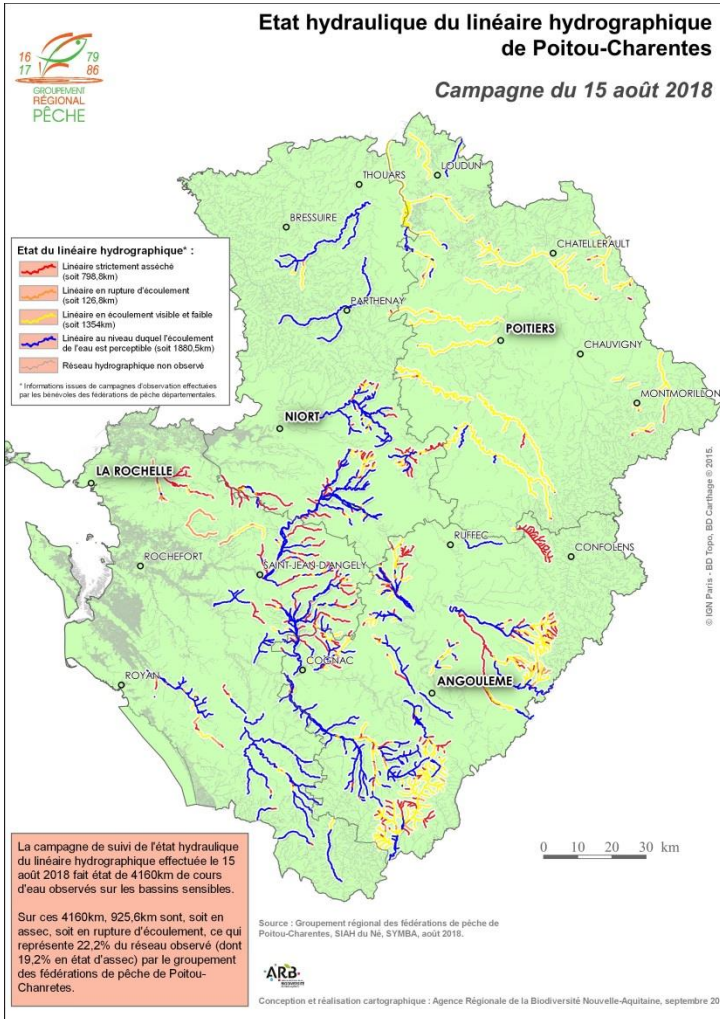 Etat hydraulique du linéaire hydrographique
de Poitou-Charentes
Campagne du 15 août 2018
16 79
17 86
GROUPEMENT
RÉGIONAL
PÊCHE
LOUDUN
THOUARS
BRESSUIRE
CHATELLERAULT
Etat du linéaire hydrographique* :
Linéaire strictement asséché
(soit 798,8km)
Linéaire en rupture d'écoulement
(soit 126,8km)
Linéaire en écoulement visible et faible
(soit 1354km)
Linéaire au niveau duquel l'écoulement
de l'eau est perceptible (soit 1880,5km)
Réseau hydrographique non observé
* Informations issues de campagnes d'observation effectuées
par les bénévoles des fédérations de pêche départementales.
PARTHENAY
POITIERS
CHAUVIGNY
MONTMORILLON
NIORT
LA ROCHELLE
RUFFEC
CONFOLENS
ROCHEFORT
SAINT-JEAN-D'ANGELY
COGNAC
ROYAN
ANGOULEME
© IGN Paris - BD Topo, BD Carthage ® 2015.
0 10 20 30 km
La campagne de suivi de l'état hydraulique
du linéaire hydrographique effectuée le 15
août 2018 fait état de 4160km de cours
d'eau observés sur les bassins sensibles.
Sur ces 4160km, 925,6km sont, soit en
assec, soit en rupture d'écoulement, ce qui
représente 22,2% du réseau observé (dont
19,2% en état d'assec) par le groupement
des fédérations de pêche de Poitou-
Chanretes.
Source : Groupement régional des fédérations de pêche de
Poitou-Charentes, SIAH du Né, SYMBA, août 2018.
ARB
Conception et réalisation cartographique : Agence Régionale de la Biodiversité Nouvelle-Aquitaine, septembre 20